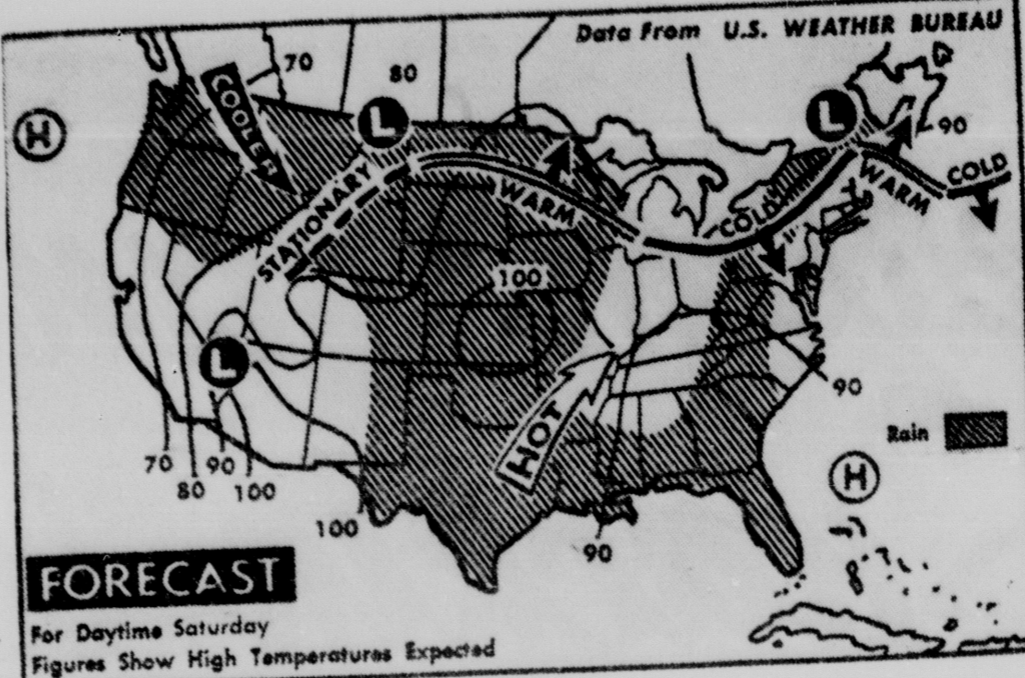 Data From U.S. WEATHER BUREAU
70
80
COOLER
L
L
H
90
COLD
STATIONARY
WARM
COLD
WARM
100
L
HOT
90
Rain
70
90
80
100
H
100
90
FORECAST
For Daytime Saturday
Figures Show High Temperatures Expected